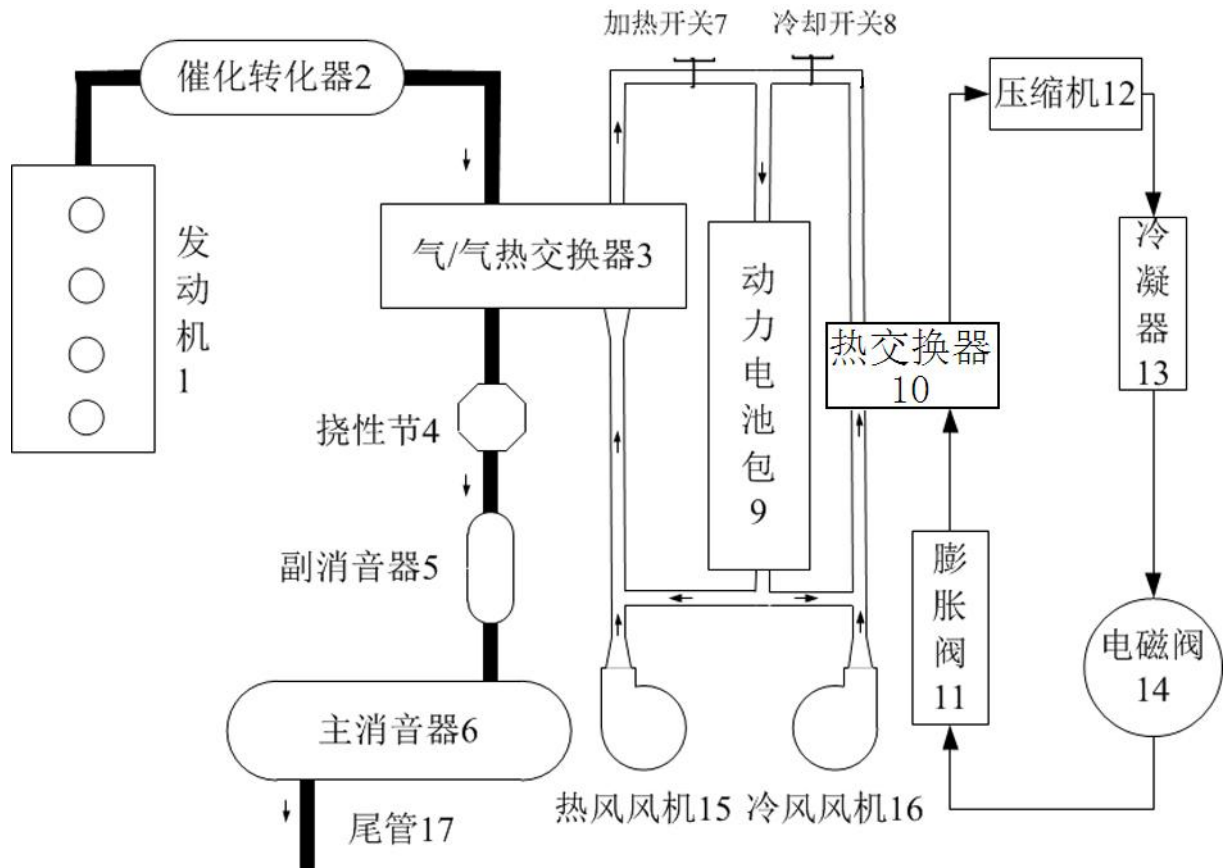 加热开关7
冷却开关8
催化转化器2
压缩机12
发
动
机
1
气/气热交换器3
动
力
电
池
包
9
热交换器
10
冷
凝
器
13
挠性节4
副消音器5
膨
胀
阀
11
电磁阀
14
主消音器6
热风风机15
冷风风机16
尾管17